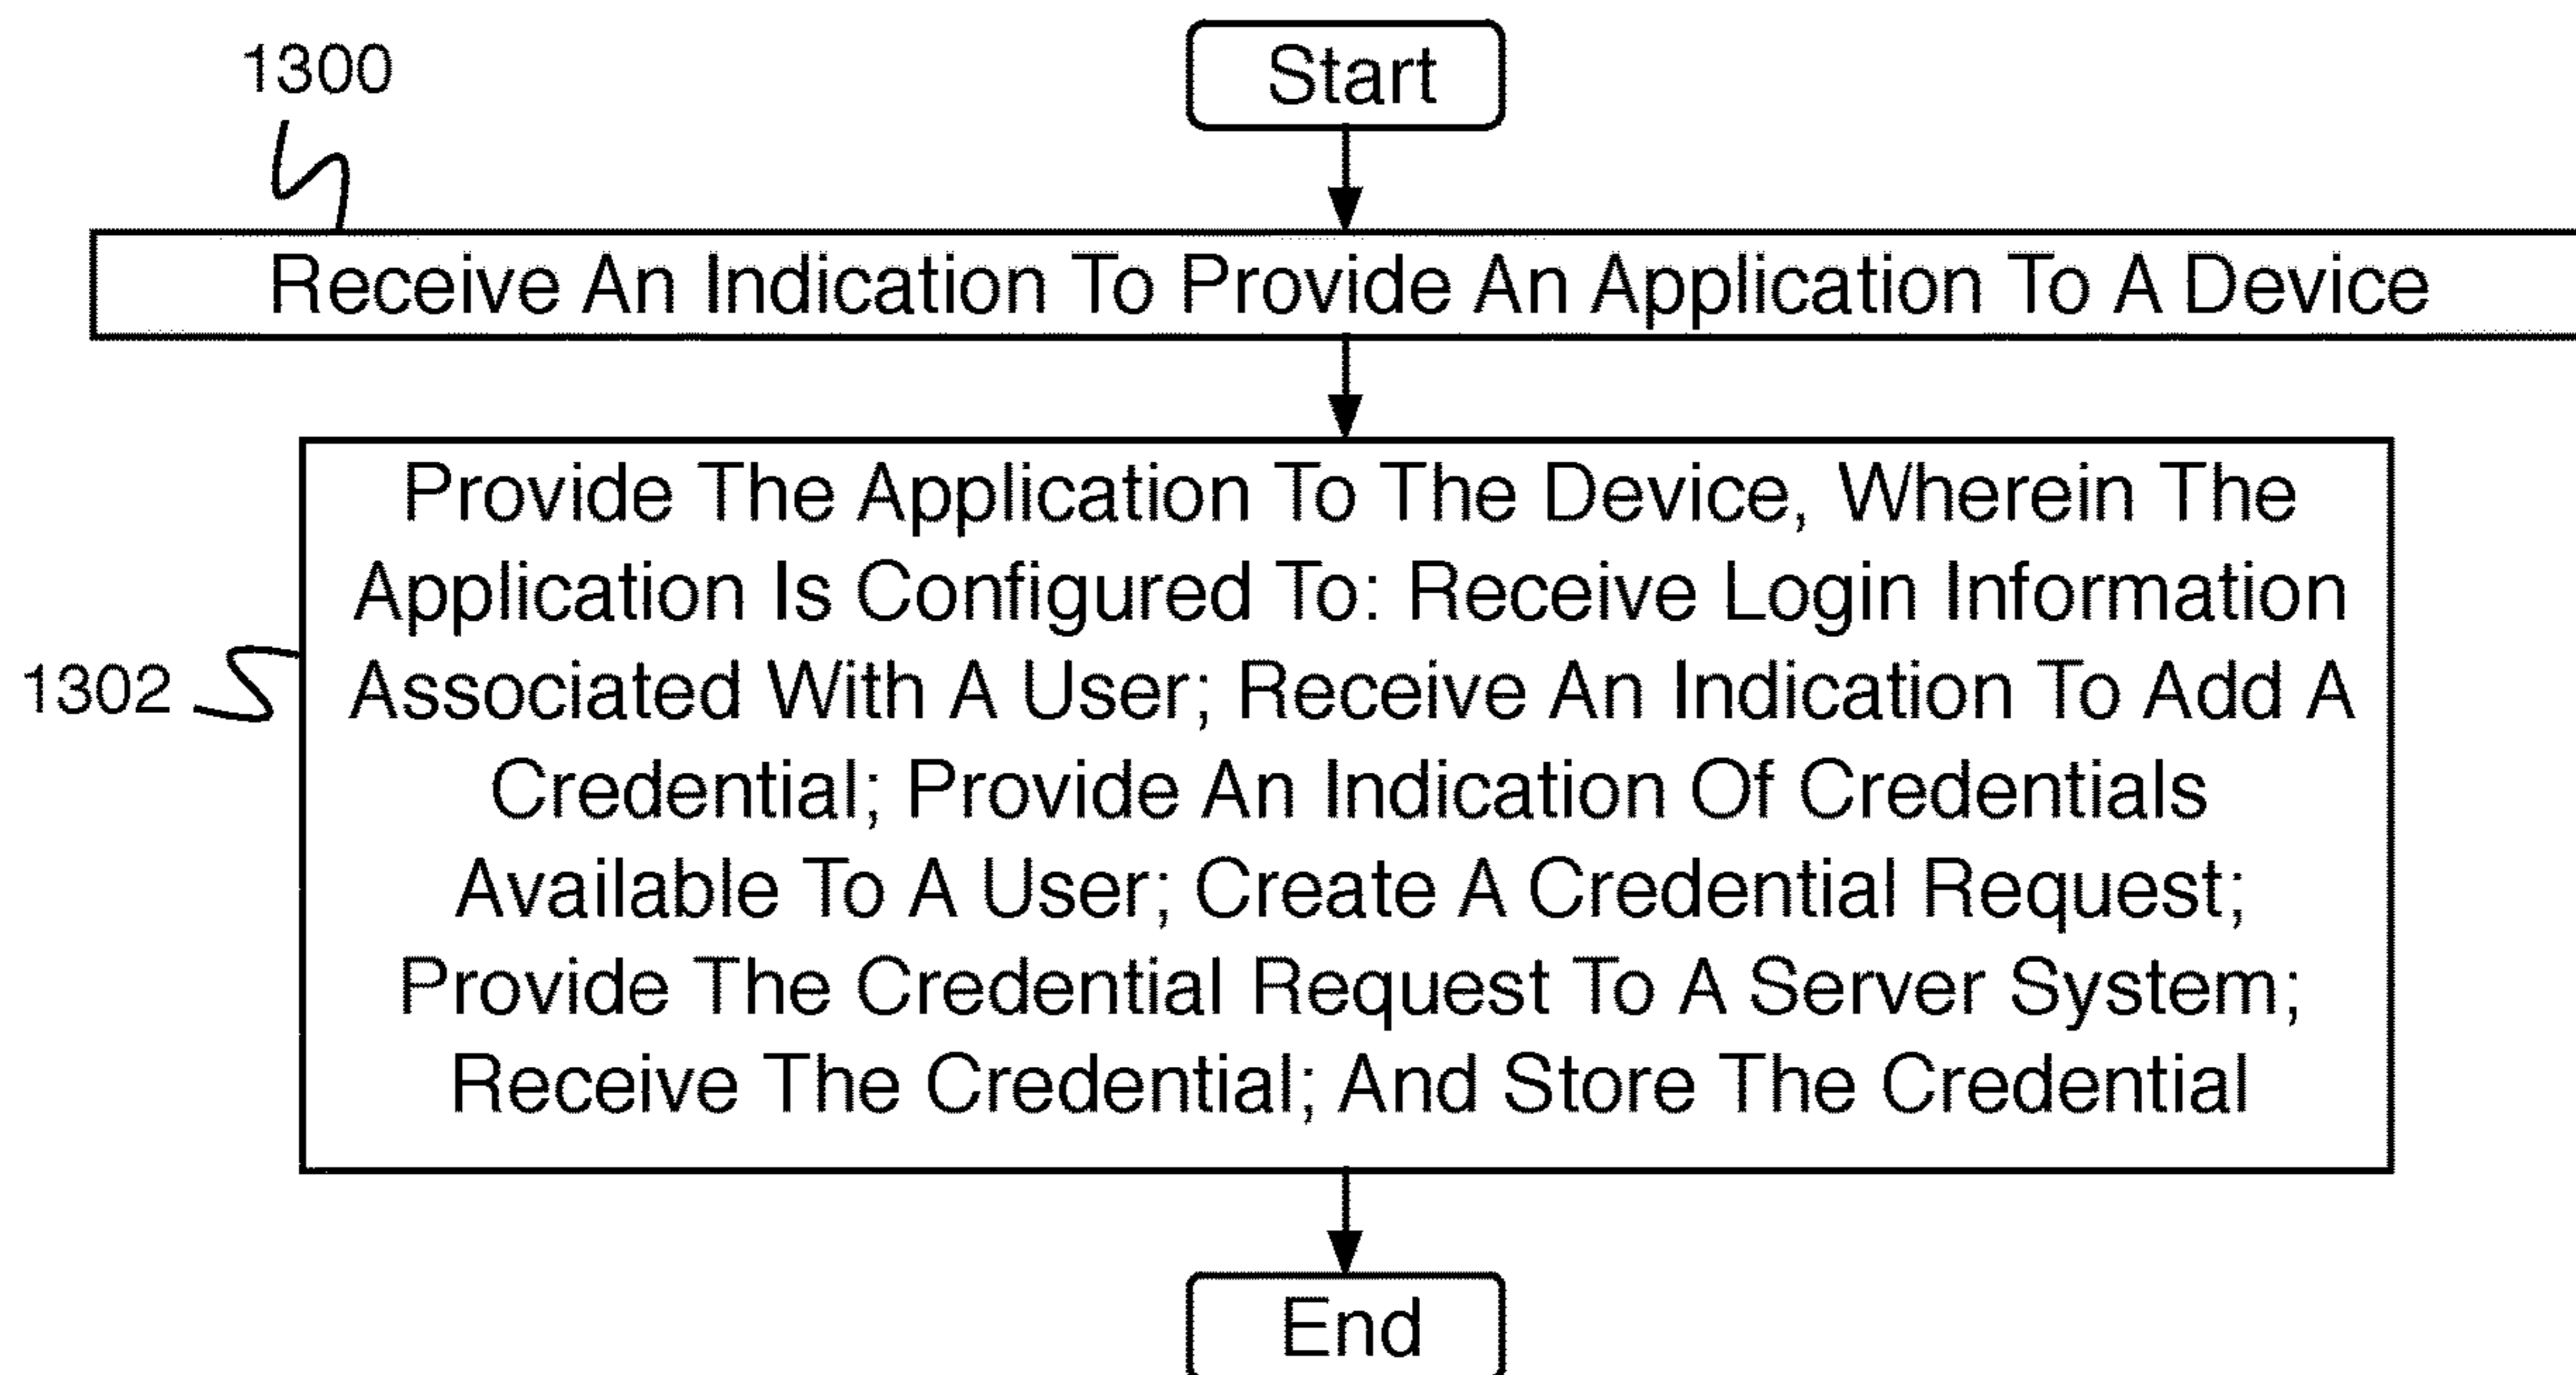 1300
Start
Receive An Indication To Provide An Application To A Device
Provide The Application To The Device, Wherein The
Application Is Configured To: Receive Login Information
Associated With A User; Receive An Indication To Add A
1302
Credential; Provide An Indication Of Credentials
Available To A User; Create A Credential Request;
Provide The Credential Request To A Server System;
Receive The Credential; And Store The Credential
End